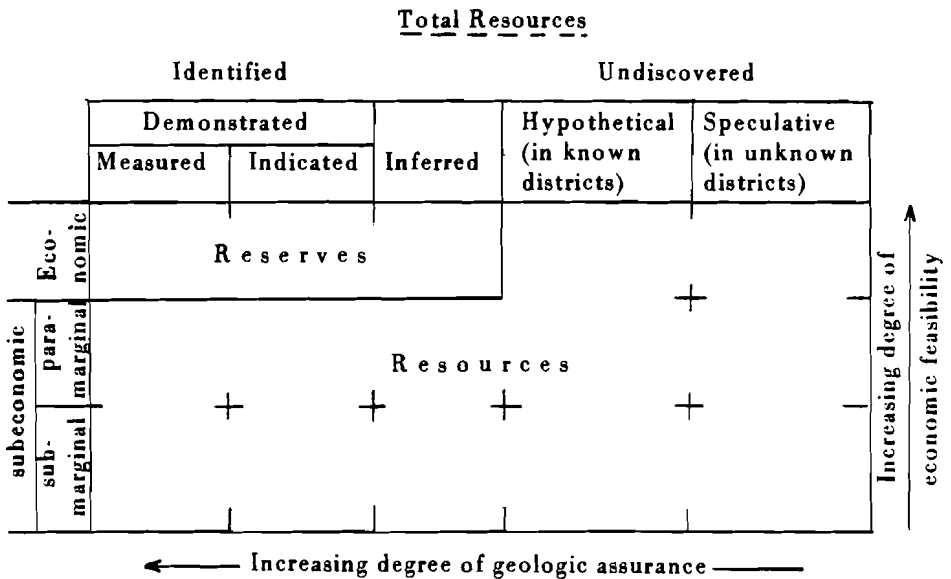 Total Resources
Identified
Undiscovered
Demonstrated
Measured
Indicated
Inferred
Hypothetical
(in known
districts)
Speculative
(in unknown
districts)
Eco-
nomic
Reserves
subeconomic
para-
marginal
Resources
sub-
marginal
Increasing degree of
economic feasibility
Increasing degree of geologic assurance